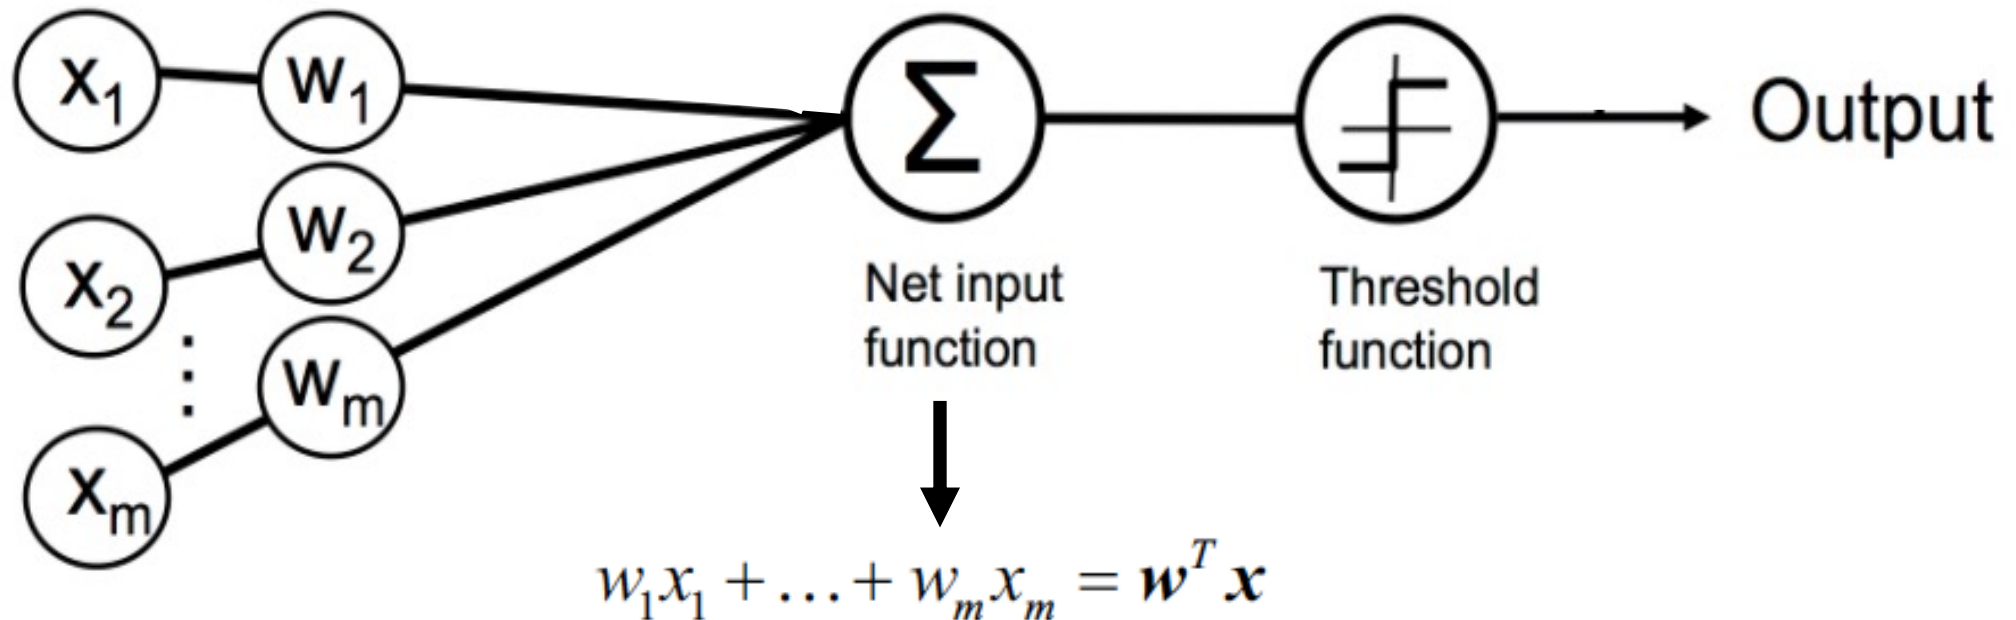 x₁ w₁ Σ Output
x₂ w₂
⋮
xₘ wₘ
Net input
function
Threshold
function
w₁x₁ + … + wₘxₘ = wᵀx